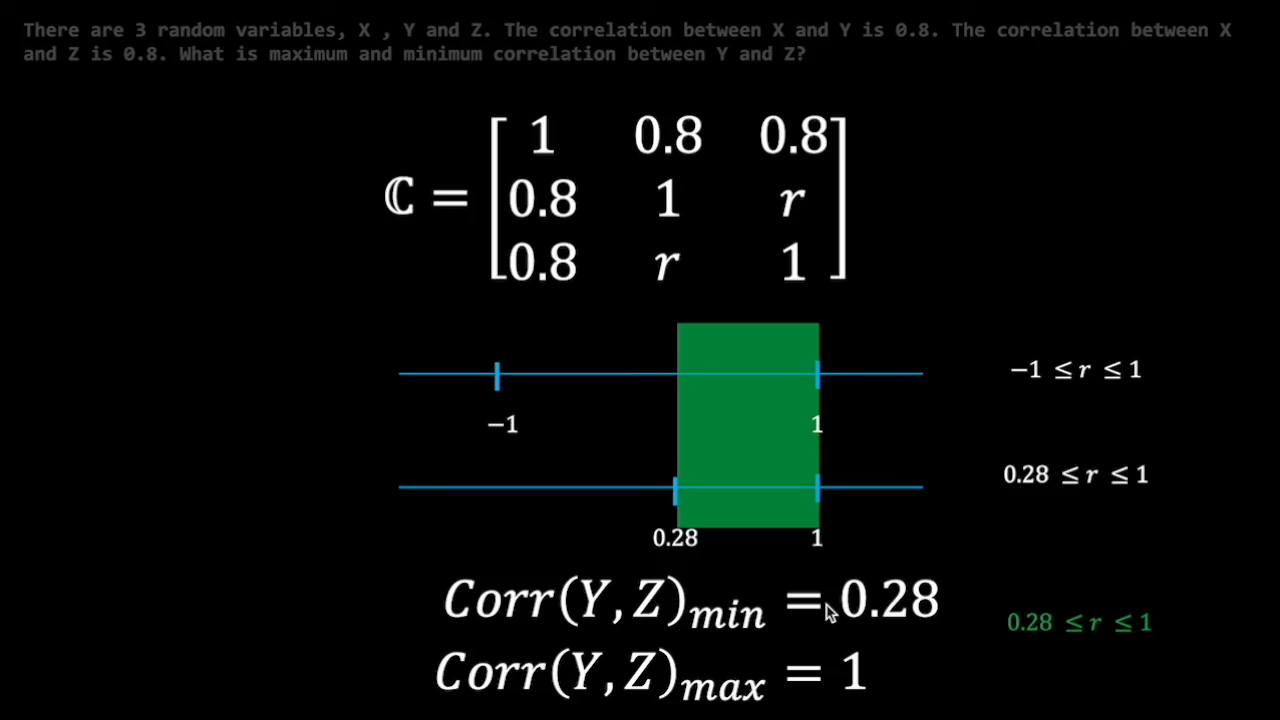 There are 3 random variables, X , Y and Z. The correlation between X and Y is 0.8. The correlation between X
and Z is 0.8. What is maximum and minimum correlation between Y and Z?
ℂ = [1 0.8 0.8
0.8 1 r
0.8 r 1]
−1 ≤ r ≤ 1
−1 1
0.28 ≤ r ≤ 1
0.28 1
Corr(Y, Z)min = 0.28
0.28 ≤ r ≤ 1
Corr(Y, Z)max = 1